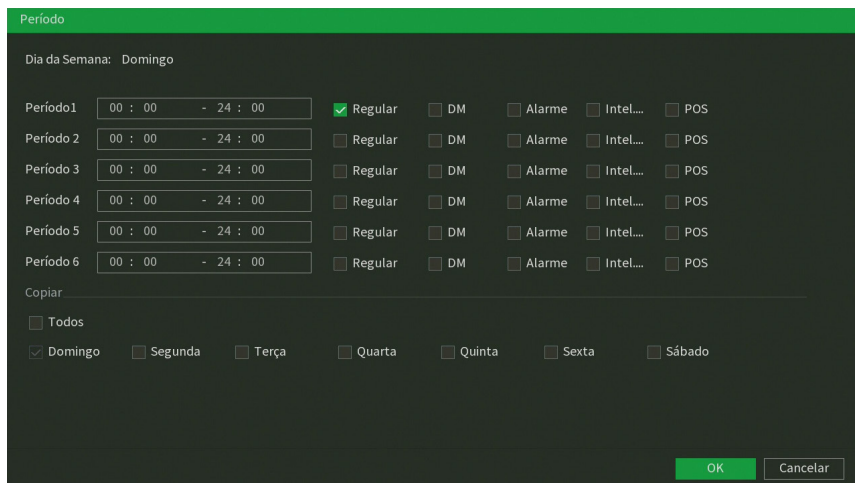 Período
Dia da Semana: Domingo
Período1 00 : 00 - 24 : 00 Regular DM Alarme Intel.... POS
Período 2 00 : 00 - 24 : 00 Regular DM Alarme Intel.... POS
Período 3 00 : 00 - 24 : 00 Regular DM Alarme Intel.... POS
Período 4 00 : 00 - 24 : 00 Regular DM Alarme Intel.... POS
Período 5 00 : 00 - 24 : 00 Regular DM Alarme Intel.... POS
Período 6 00 : 00 - 24 : 00 Regular DM Alarme Intel.... POS
Copiar
Todos
Domingo Segunda Terça Quarta Quinta Sexta Sábado
OK Cancelar